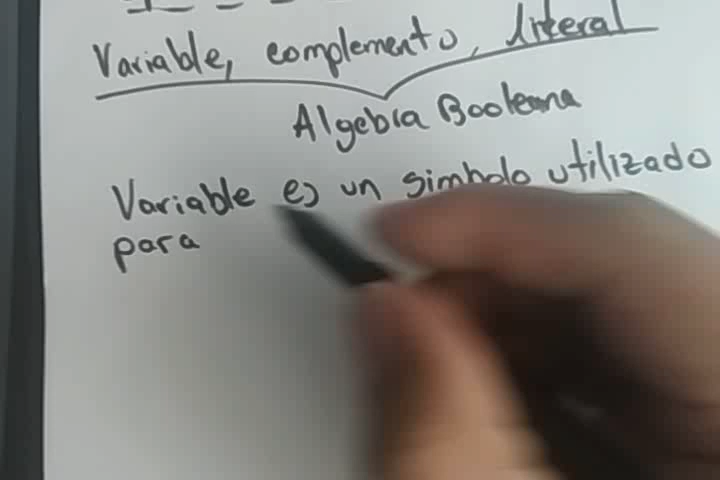 Variable, complemento, literal
Algebra Booleana
Variable es un simbolo utilizado
para